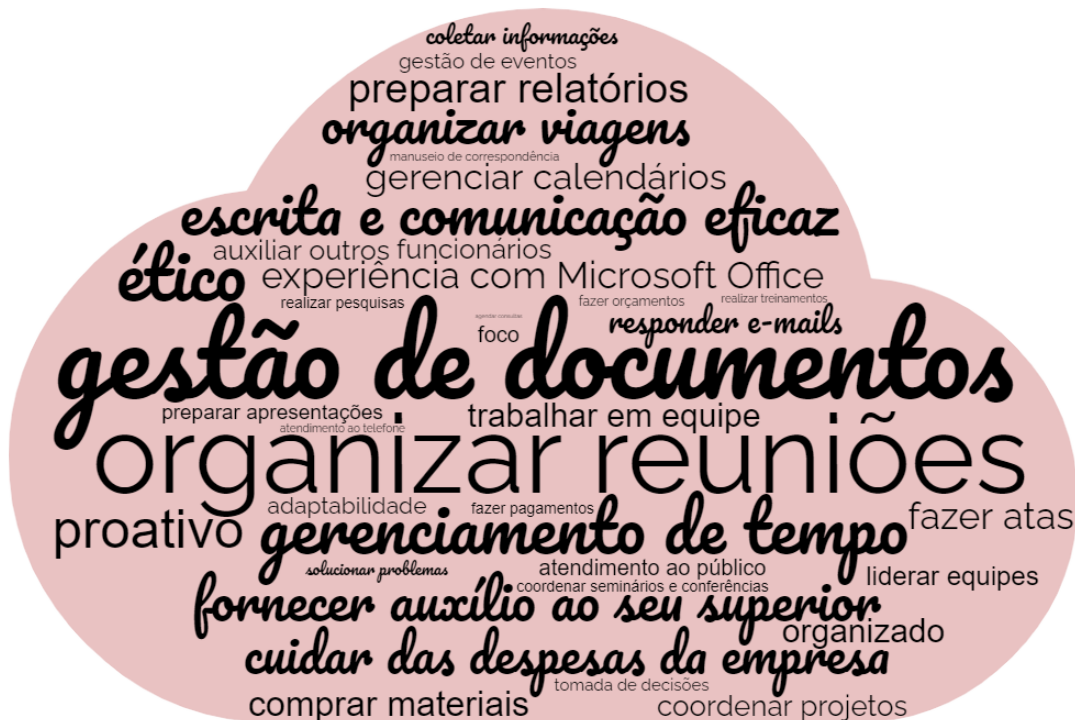 coletar informações
gestão de eventos
preparar relatórios
organizar viagens
manuseio de correspondência
gerenciar calendários
escrita e comunicação eficaz
auxiliar outros funcionários
ético
experiência com Microsoft Office
realizar pesquisas
fazer orçamentos
realizar treinamentos
agendar consultas
foco
responder e-mails
gestão de documentos
preparar apresentações
trabalhar em equipe
atendimento ao telefone
organizar reuniões
adaptabilidade
fazer pagamentos
fazer atas
proativo
gerenciamento de tempo
solucionar problemas
atendimento ao público
liderar equipes
coordenar seminários e conferências
fornecer auxílio ao seu superior
organizado
cuidar das despesas da empresa
tomada de decisões
comprar materiais
coordenar projetos